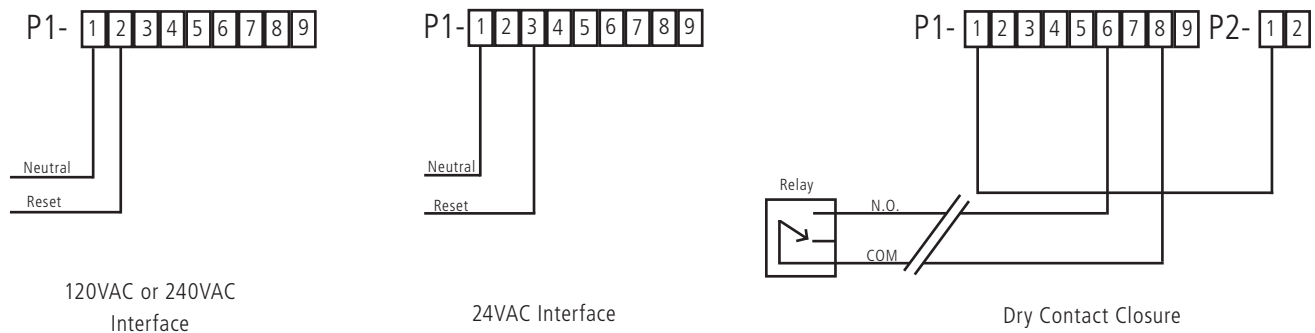 P1- 1 2 3 4 5 6 7 8 9
Neutral
Reset
120VAC or 240VAC
Interface
P1- 1 2 3 4 5 6 7 8 9
Neutral
Reset
24VAC Interface
P1- 1 2 3 4 5 6 7 8 9 P2- 1 2
Relay
N.O.
COM
Dry Contact Closure